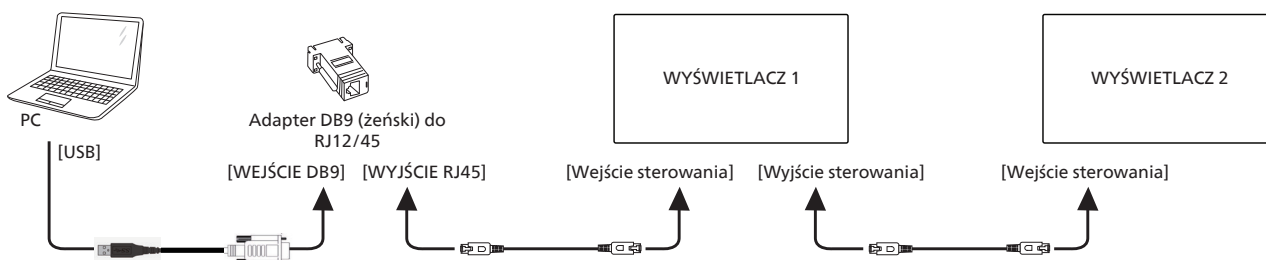 PC
[USB]
Adapter DB9 (żeński) do
RJ12/45
[WEJŚCIE DB9] [WYJŚCIE RJ45]
WYŚWIETLACZ 1
[Wejście sterowania] [Wyjście sterowania]
WYŚWIETLACZ 2
[Wejście sterowania]